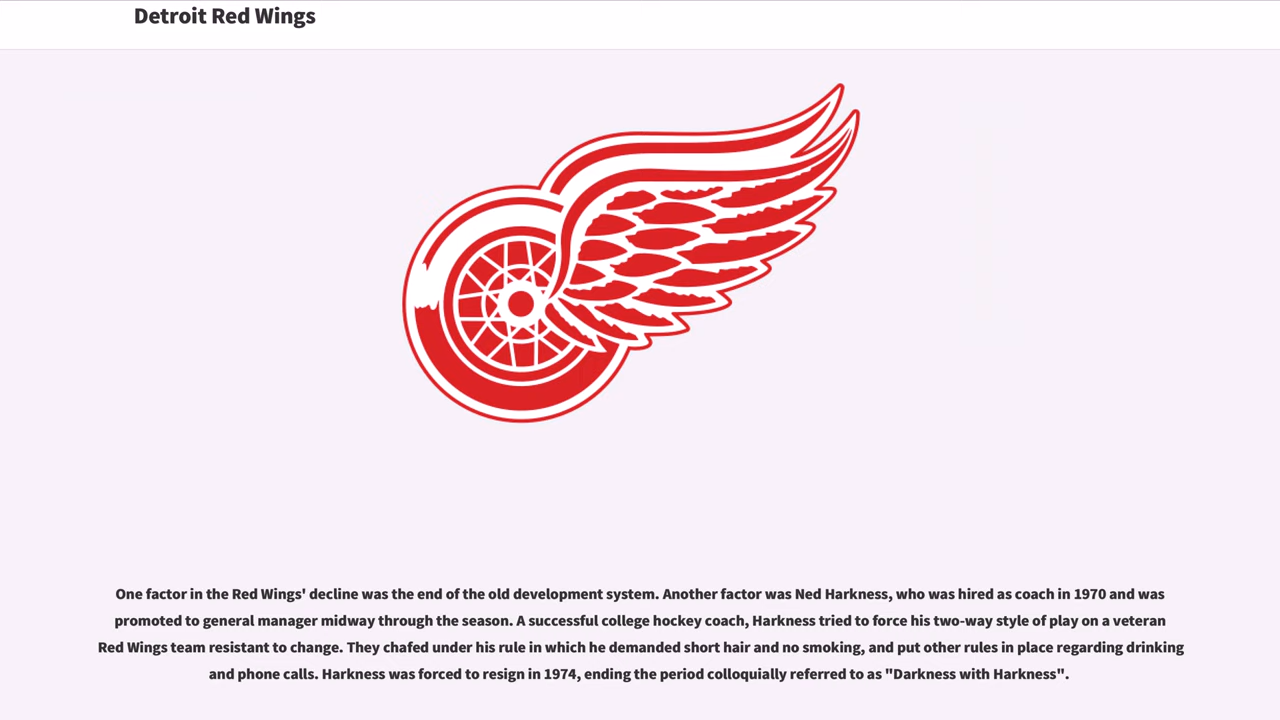 Detroit Red Wings
One factor in the Red Wings' decline was the end of the old development system. Another factor was Ned Harkness, who was hired as coach in 1970 and was
promoted to general manager midway through the season. A successful college hockey coach, Harkness tried to force his two-way style of play on a veteran
Red Wings team resistant to change. They chafed under his rule in which he demanded short hair and no smoking, and put other rules in place regarding drinking
and phone calls. Harkness was forced to resign in 1974, ending the period colloquially referred to as "Darkness with Harkness".